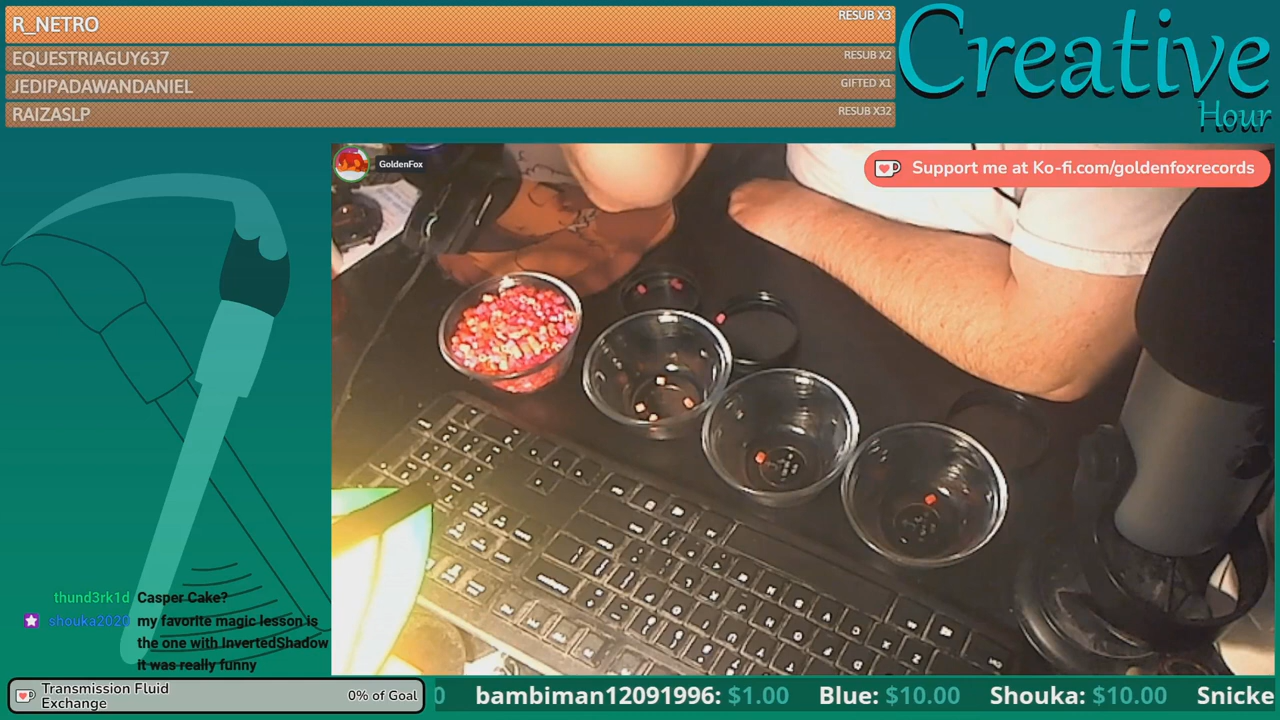 R_NETRO
RESUB X3
EQUESTRIAGUY637
RESUB X2
JEDIPADAWANDANIEL
GIFTED X1
RAIZASLP
RESUB X32
Creative
Hour
GoldenFox
Support me at Ko-fi.com/goldenfoxrecords
thund3rk1d Casper Cake?
shouka2020 my favorite magic lesson is
the one with InvertedShadow
it was really funny
Transmission Fluid
Exchange
0% of Goal
0 bambiman12091996: $1.00 Blue: $10.00 Shouka: $10.00 Snicke